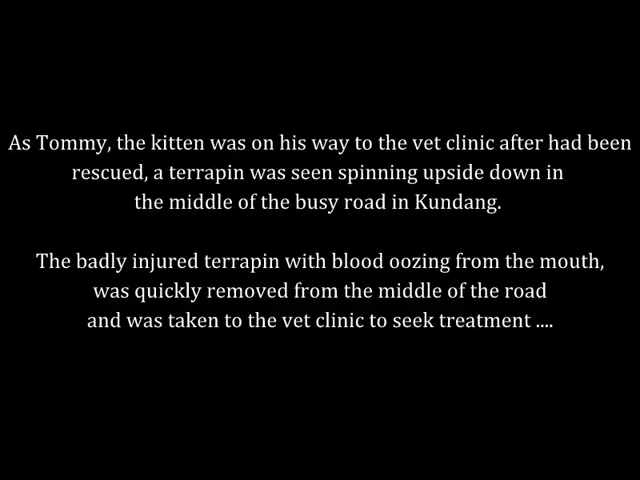 As Tommy, the kitten was on his way to the vet clinic after had been
rescued, a terrapin was seen spinning upside down in
the middle of the busy road in Kundang.
The badly injured terrapin with blood oozing from the mouth,
was quickly removed from the middle of the road
and was taken to the vet clinic to seek treatment ....